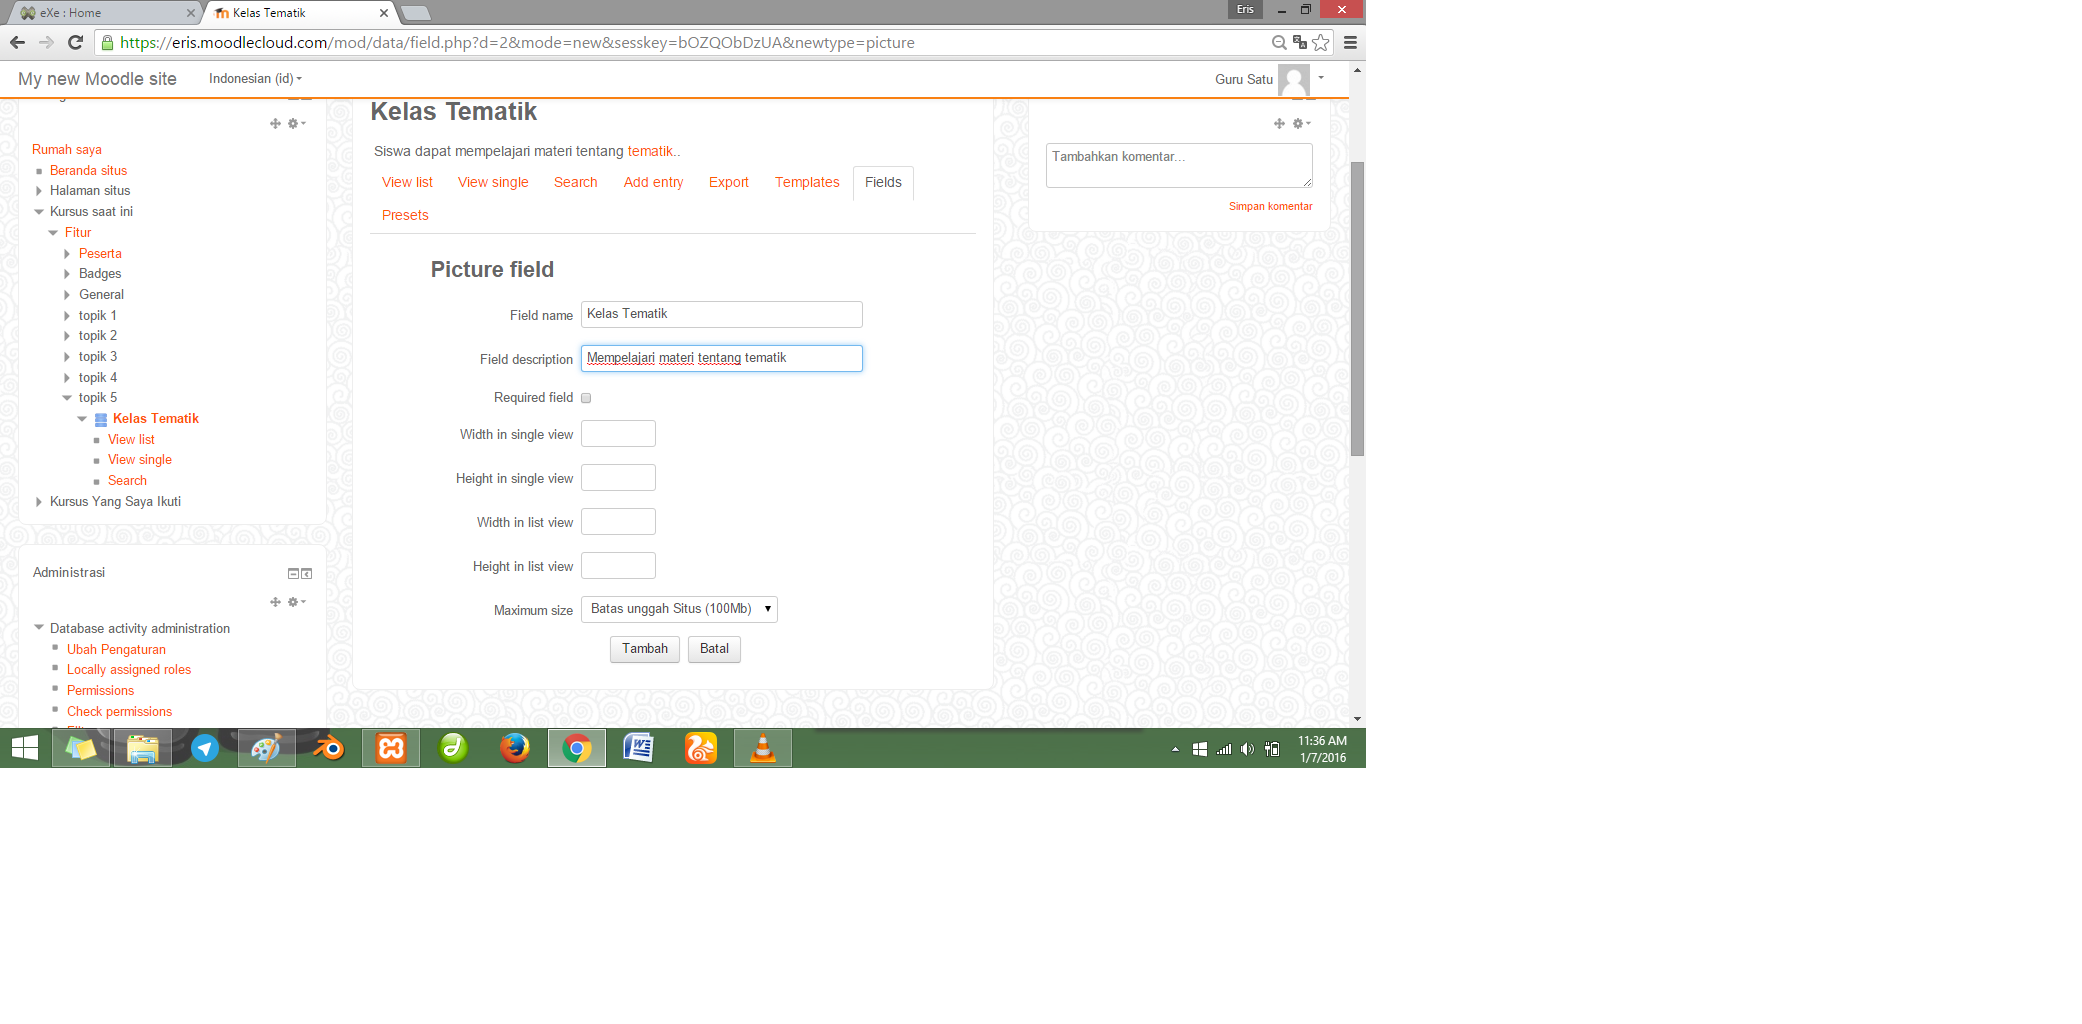 eXe : Home
Kelas Tematik
Eris
https://eris.moodlecloud.com/mod/data/field.php?d=2&mode=new&sesskey=bOZQObDzUA&newtype=picture
My new Moodle site
Indonesian (id)
Guru Satu
Rumah saya
Beranda situs
Halaman situs
Kursus saat ini
Fitur
Peserta
Badges
General
topik 1
topik 2
topik 3
topik 4
topik 5
Kelas Tematik
View list
View single
Search
Kursus Yang Saya Ikuti
Administrasi
Database activity administration
Ubah Pengaturan
Locally assigned roles
Permissions
Check permissions
Kelas Tematik
Siswa dapat mempelajari materi tentang tematik..
View list View single Search Add entry Export Templates Fields
Presets
Picture field
Field name Kelas Tematik
Field description Mempelajari materi tentang tematik
Required field
Width in single view
Height in single view
Width in list view
Height in list view
Maximum size Batas unggah Situs (100Mb)
Tambah Batal
Tambahkan komentar...
Simpan komentar
11:36 AM
1/7/2016